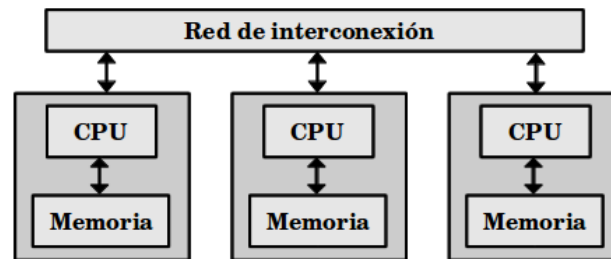 Red de interconexión
CPU CPU CPU
Memoria Memoria Memoria